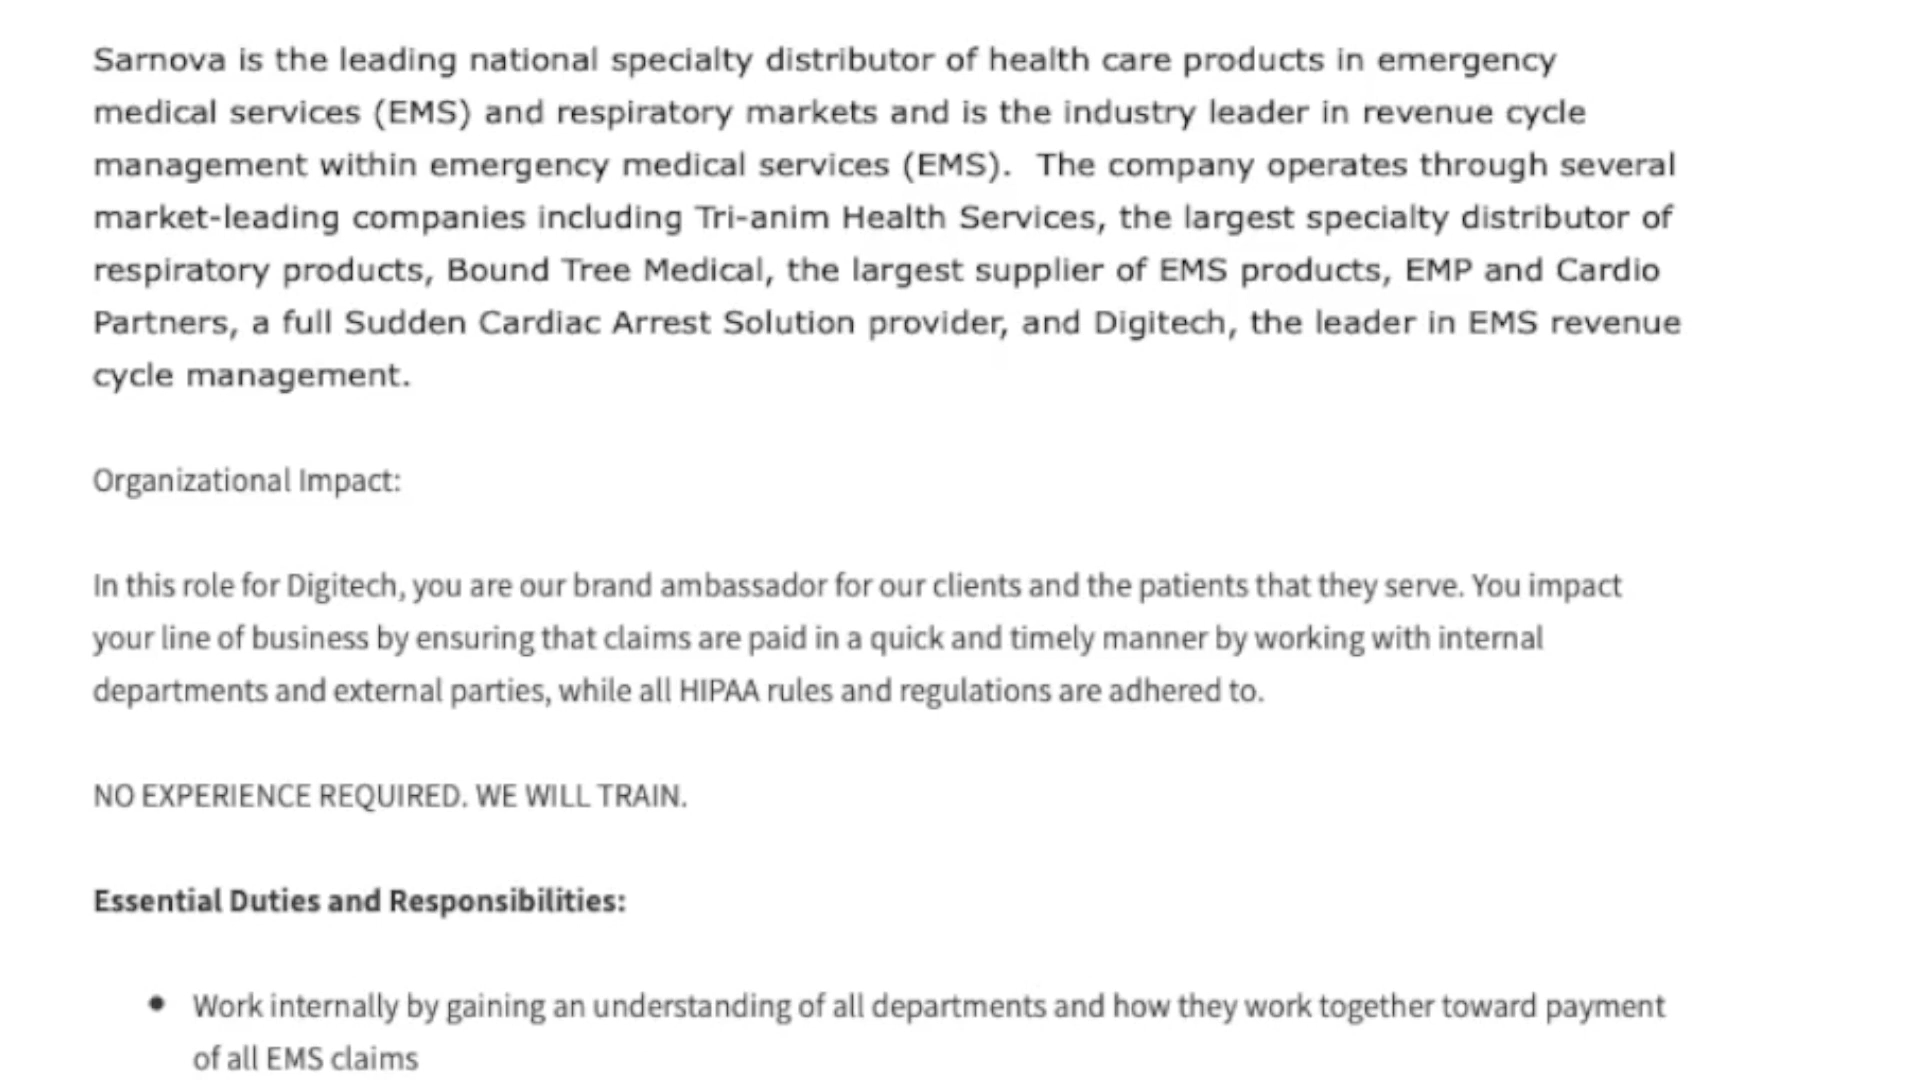 Sarnova is the leading national specialty distributor of health care products in emergency
medical services (EMS) and respiratory markets and is the industry leader in revenue cycle
management within emergency medical services (EMS).  The company operates through several
market-leading companies including Tri-anim Health Services, the largest specialty distributor of
respiratory products, Bound Tree Medical, the largest supplier of EMS products, EMP and Cardio
Partners, a full Sudden Cardiac Arrest Solution provider, and Digitech, the leader in EMS revenue
cycle management.
Organizational Impact:
In this role for Digitech, you are our brand ambassador for our clients and the patients that they serve. You impact
your line of business by ensuring that claims are paid in a quick and timely manner by working with internal
departments and external parties, while all HIPAA rules and regulations are adhered to.
NO EXPERIENCE REQUIRED. WE WILL TRAIN.
Essential Duties and Responsibilities:
• Work internally by gaining an understanding of all departments and how they work together toward payment
of all EMS claims